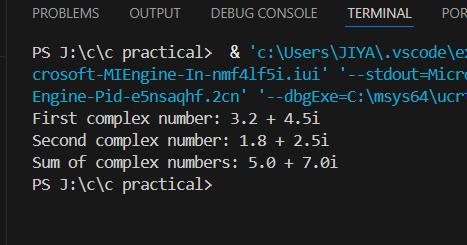 PROBLEMS OUTPUT DEBUG CONSOLE TERMINAL POR
PS J:\c\c practical> & 'c:\Users\JIYA\.vscode\ex
crosoft-MIEngine-In-nmf4lf5i.iui' '--stdout=Micro
Engine-Pid-e5nsaqhf.2cn' '--dbgExe=C:\msys64\ucrt
First complex number: 3.2 + 4.5i
Second complex number: 1.8 + 2.5i
Sum of complex numbers: 5.0 + 7.0i
PS J:\c\c practical>